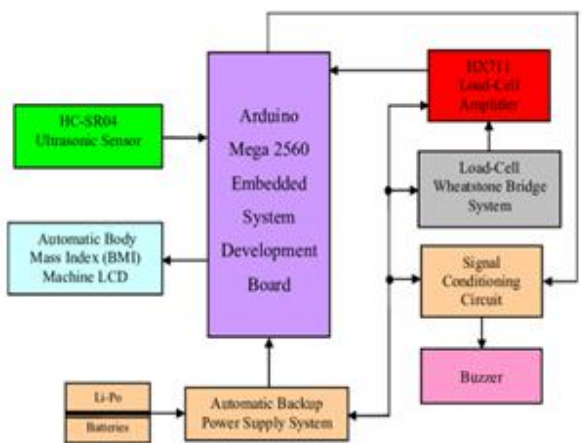 HC-SR04
Ultrasonic Sensor
Automatic Body
Mass Index (BMI)
Machine LCD
Arduino
Mega 2560
Embedded
System
Development
Board
HX711
Load-Cell
Amplifier
Load-Cell
Wheatstone Bridge
System
Signal
Conditioning
Circuit
Buzzer
Li-Po
Batteries
Automatic Backup
Power Supply System